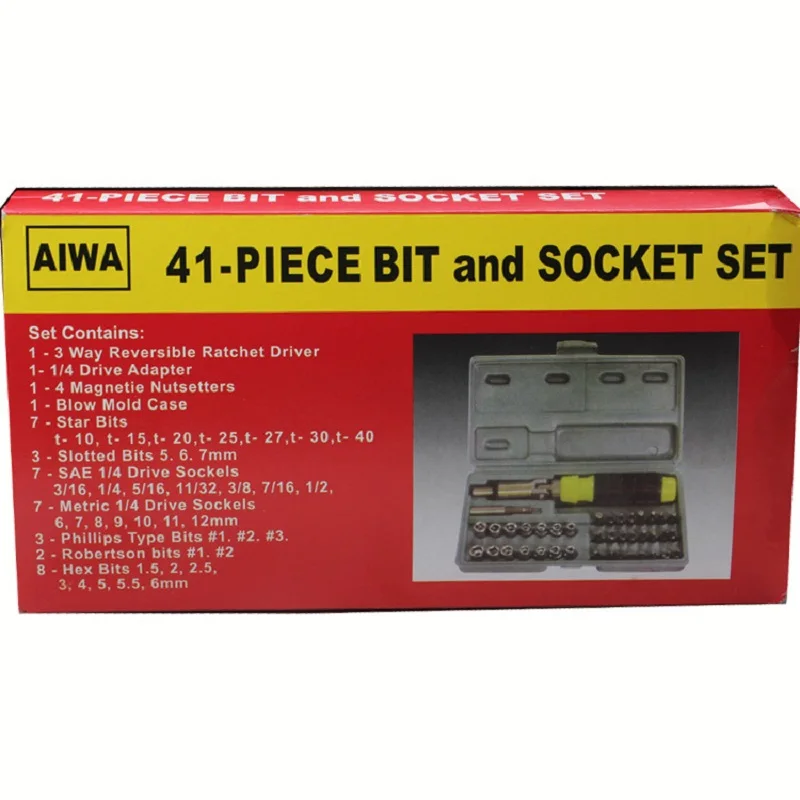 41-PIECE BIT and SOCKET SET
AIWA
41-PIECE BIT and SOCKET SET
Set Contains:
1 - 3 Way Reversible Ratchet Driver
1- 1/4 Drive Adapter
1 - 4 Magnetie Nutsetters
1 - Blow Mold Case
7 - Star Bits
t- 10, t- 15,t- 20,t- 25,t- 27,t- 30,t- 40
3 - Slotted Bits 5. 6. 7mm
7 - SAE 1/4 Drive Sockels
3/16, 1/4, 5/16, 11/32, 3/8, 7/16, 1/2,
7 - Metric 1/4 Drive Sockels
6, 7, 8, 9, 10, 11, 12mm
3 - Phillips Type Bits #1. #2. #3.
2 - Robertson bits #1. #2
8 - Hex Bits 1.5, 2, 2.5,
3, 4, 5, 5.5, 6mm